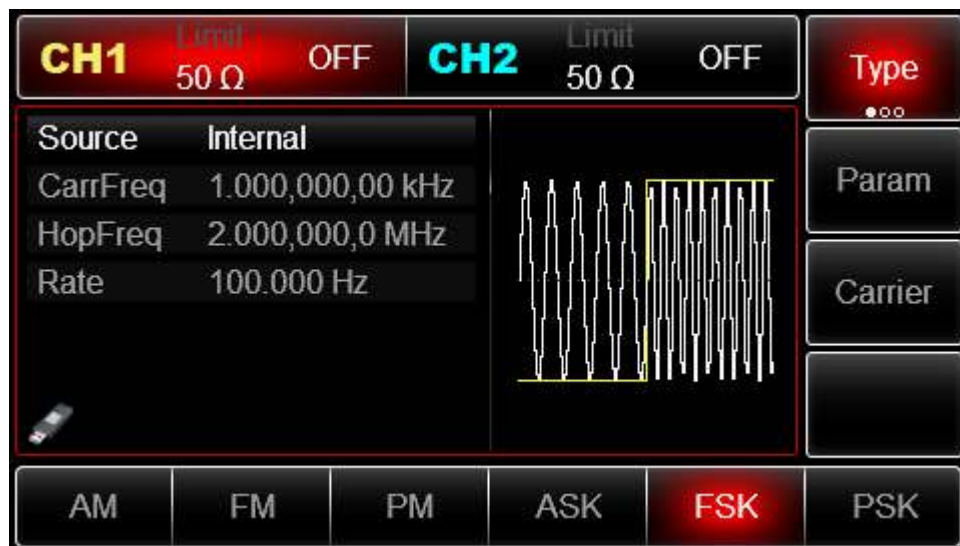 CH1 Limit 50 Ω OFF
CH2 Limit 50 Ω OFF
Type
Source Internal
CarrFreq 1.000,000,00 kHz
HopFreq 2.000,000,0 MHz
Rate 100.000 Hz
Param
Carrier
AM FM PM ASK FSK PSK